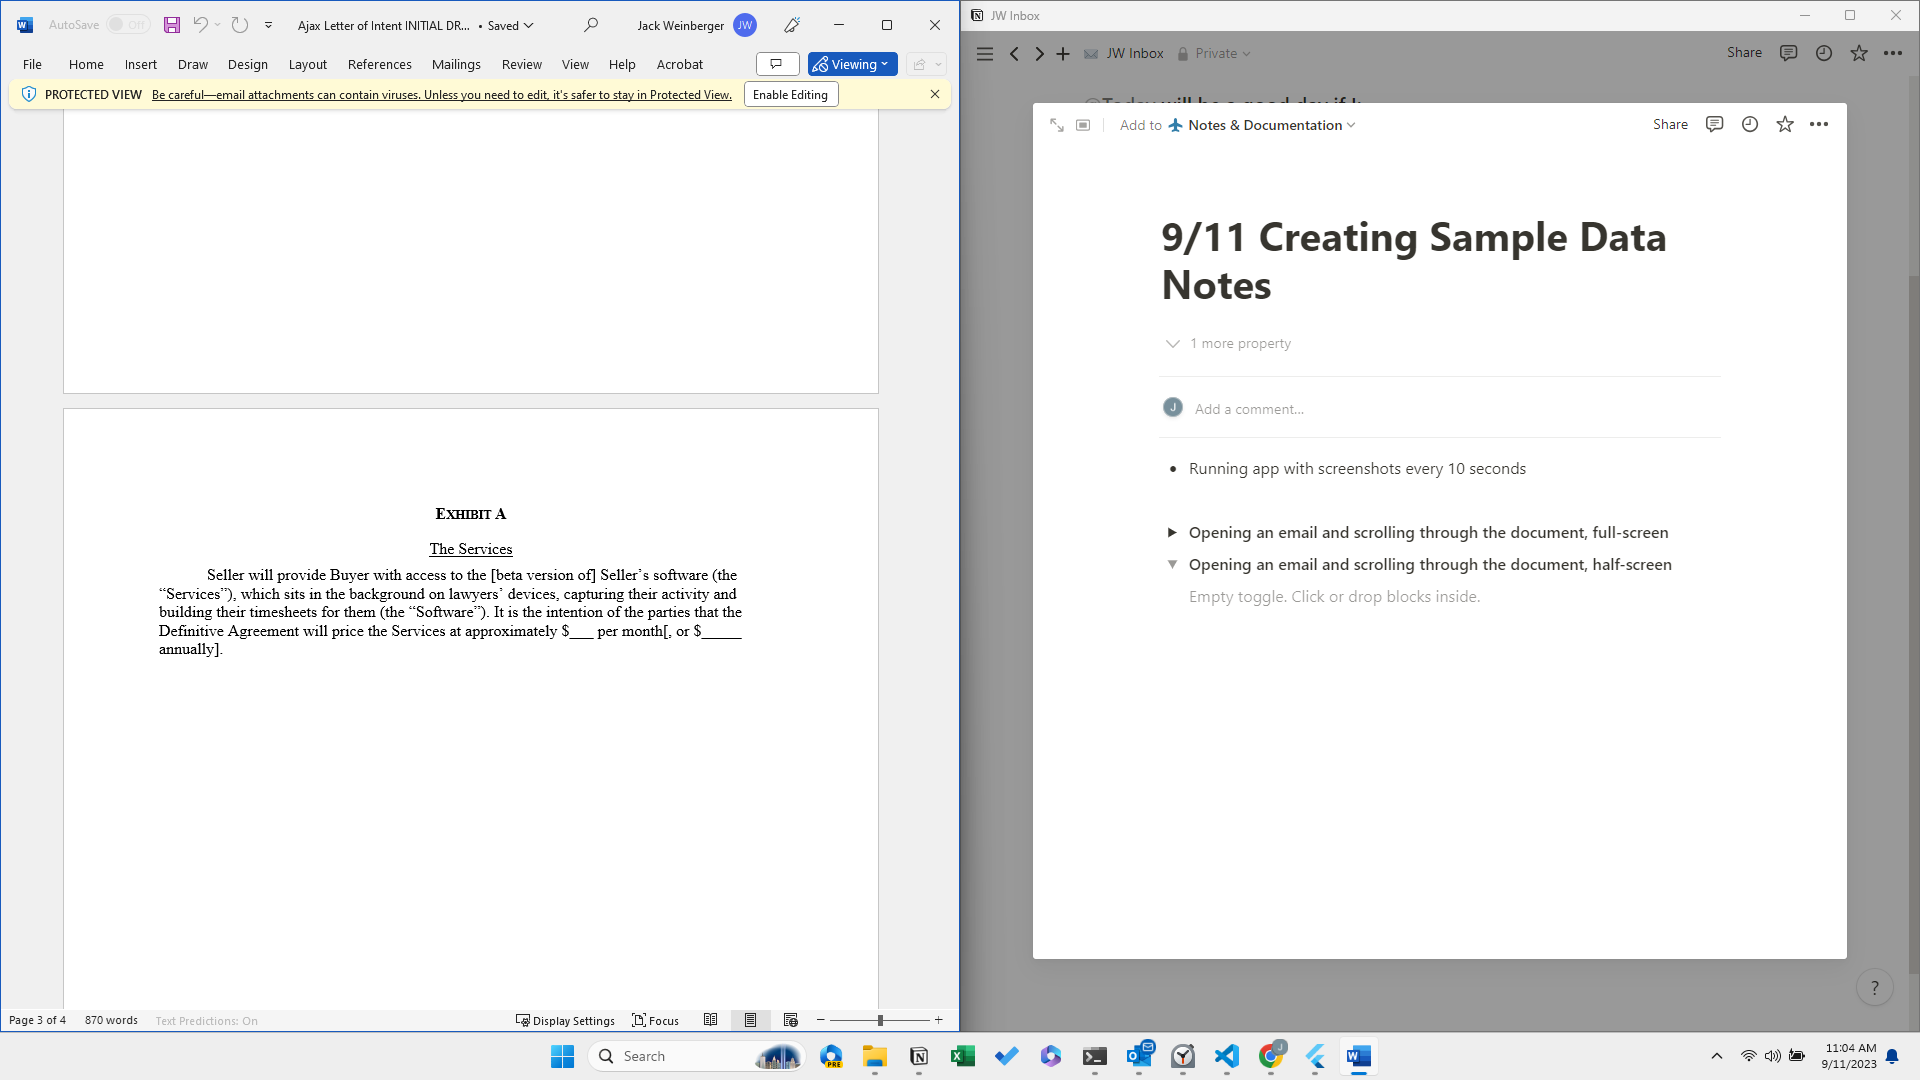 AutoSave Off Ajax Letter of Intent INITIAL DR... • Saved Jack Weinberger JW
File Home Insert Draw Design Layout References Mailings Review View Help Acrobat Viewing
PROTECTED VIEW Be careful—email attachments can contain viruses. Unless you need to edit, it's safer to stay in Protected View. Enable Editing
EXHIBIT A
The Services
Seller will provide Buyer with access to the [beta version of] Seller’s software (the
“Services”), which sits in the background on lawyers’ devices, capturing their activity and
building their timesheets for them (the “Software”). It is the intention of the parties that the
Definitive Agreement will price the Services at approximately $___ per month[, or $_____
annually].
Page 3 of 4 870 words Text Predictions: On Display Settings Focus
JW Inbox
JW Inbox Private Share
@Today will be a good day if I:
Add to Notes & Documentation Share
9/11 Creating Sample Data
Notes
1 more property
J Add a comment...
• Running app with screenshots every 10 seconds
Opening an email and scrolling through the document, full-screen
Opening an email and scrolling through the document, half-screen
Empty toggle. Click or drop blocks inside.
?
Search PRE J
11:04 AM
9/11/2023